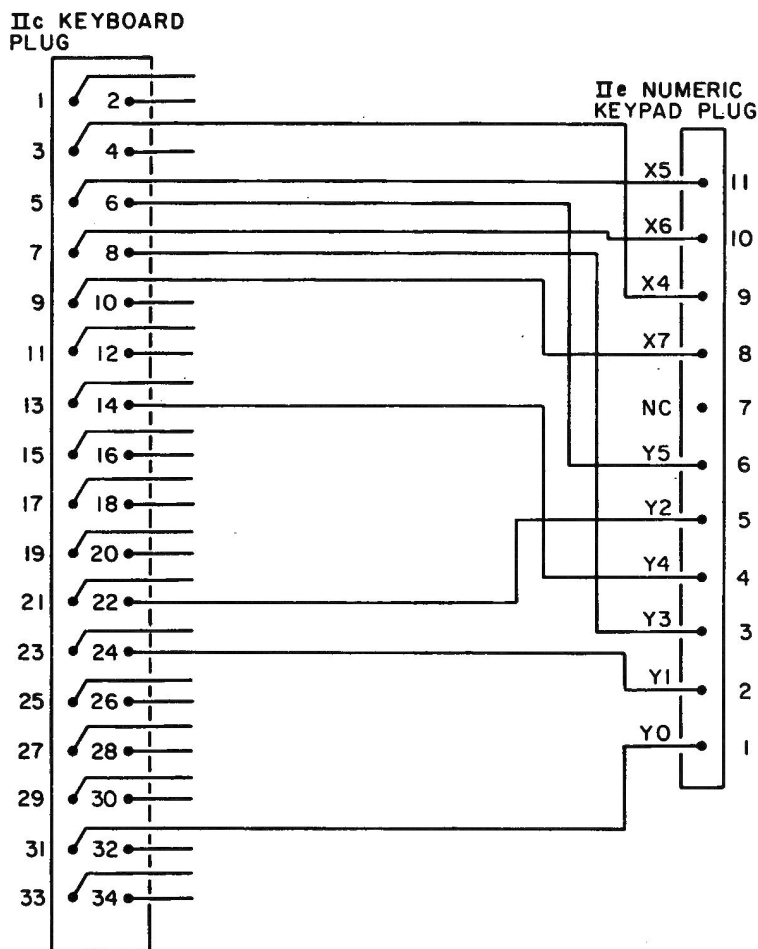 IIc KEYBOARD
PLUG
IIe NUMERIC
KEYPAD PLUG
1 2
3 4
5 6
7 8
9 10
11 12
13 14
15 16
17 18
19 20
21 22
23 24
25 26
27 28
29 30
31 32
33 34
X5 11
X6 10
X4 9
X7 8
NC 7
Y5 6
Y2 5
Y4 4
Y3 3
Y1 2
Y0 1